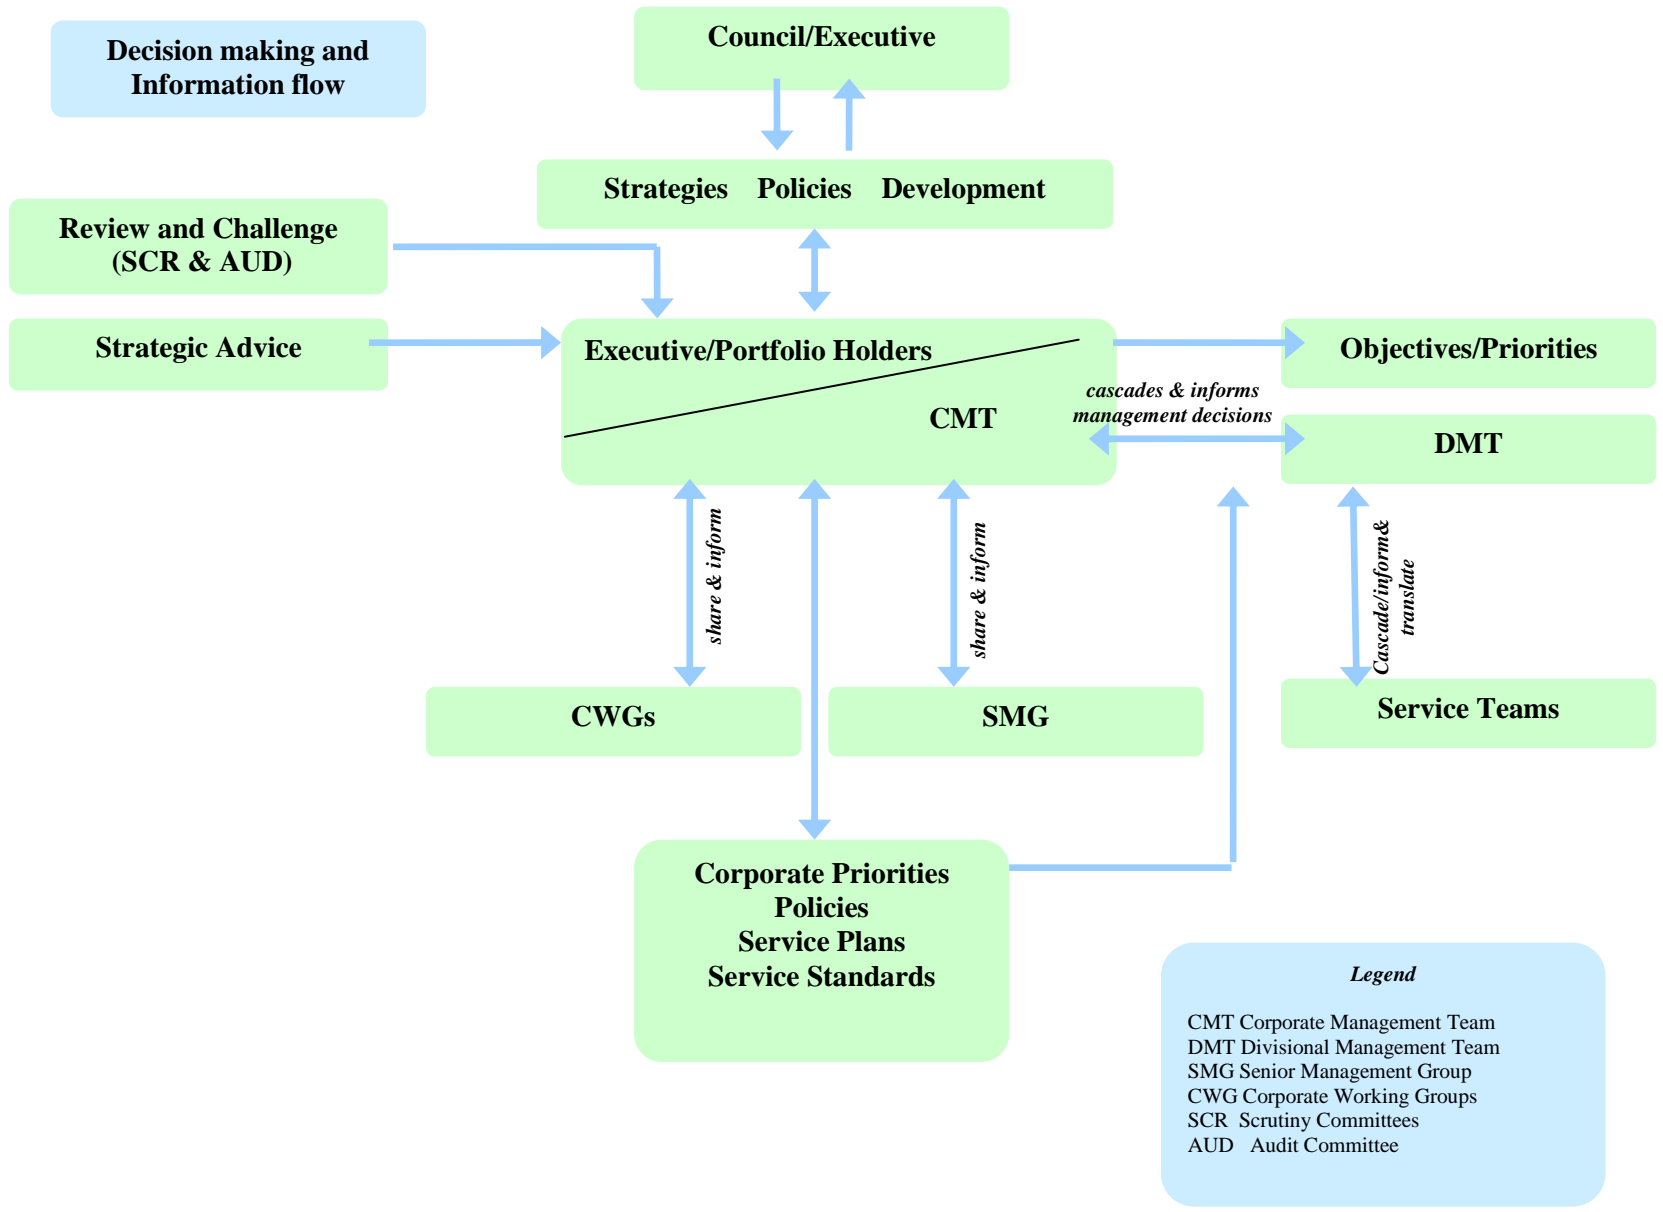 Decision making and
Information flow
Council/Executive
Strategies Policies Development
Review and Challenge
(SCR & AUD)
Strategic Advice
Executive/Portfolio Holders
CMT
Objectives/Priorities
cascades & informs
management decisions
DMT
share & inform
share & inform
Cascade/inform&
translate
CWGs
SMG
Service Teams
Corporate Priorities
Policies
Service Plans
Service Standards
Legend
CMT Corporate Management Team
DMT Divisional Management Team
SMG Senior Management Group
CWG Corporate Working Groups
SCR Scrutiny Committees
AUD Audit Committee